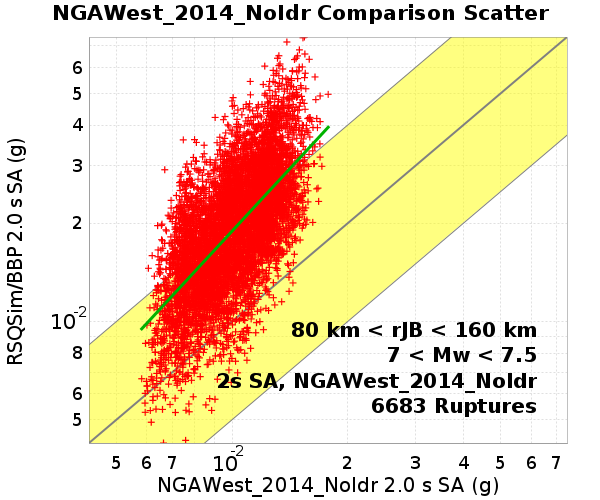 NGAWest_2014_NoIdr Comparison Scatter
RSQSim/BBP 2.0 s SA (g)
6
5
4
3
2
10-2
8
6
5
80 km < rJB < 160 km
7 < Mw < 7.5
2s SA, NGAWest_2014_NoIdr
6683 Ruptures
5 6 7 10-2 2 3 4 5 6 7
NGAWest_2014_NoIdr 2.0 s SA (g)